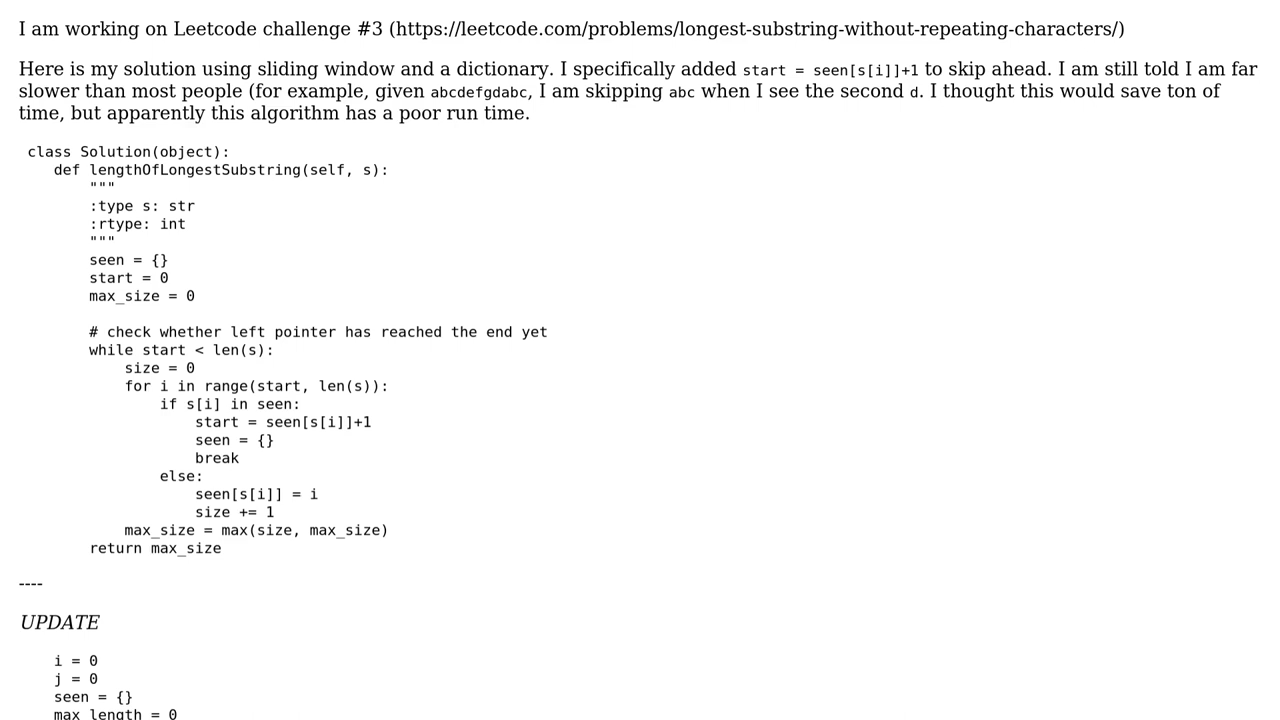 I am working on Leetcode challenge #3 (https://leetcode.com/problems/longest-substring-without-repeating-characters/)
Here is my solution using sliding window and a dictionary. I specifically added start = seen[s[i]]+1 to skip ahead. I am still told I am far
slower than most people (for example, given abcdefgdabc, I am skipping abc when I see the second d. I thought this would save ton of
time, but apparently this algorithm has a poor run time.
class Solution(object):
    def lengthOfLongestSubstring(self, s):
        """
        :type s: str
        :rtype: int
        """
        seen = {}
        start = 0
        max_size = 0

        # check whether left pointer has reached the end yet
        while start < len(s):
            size = 0
            for i in range(start, len(s)):
                if s[i] in seen:
                    start = seen[s[i]]+1
                    seen = {}
                    break
                else:
                    seen[s[i]] = i
                    size += 1
            max_size = max(size, max_size)
        return max_size
----
UPDATE
    i = 0
    j = 0
    seen = {}
    max_length = 0